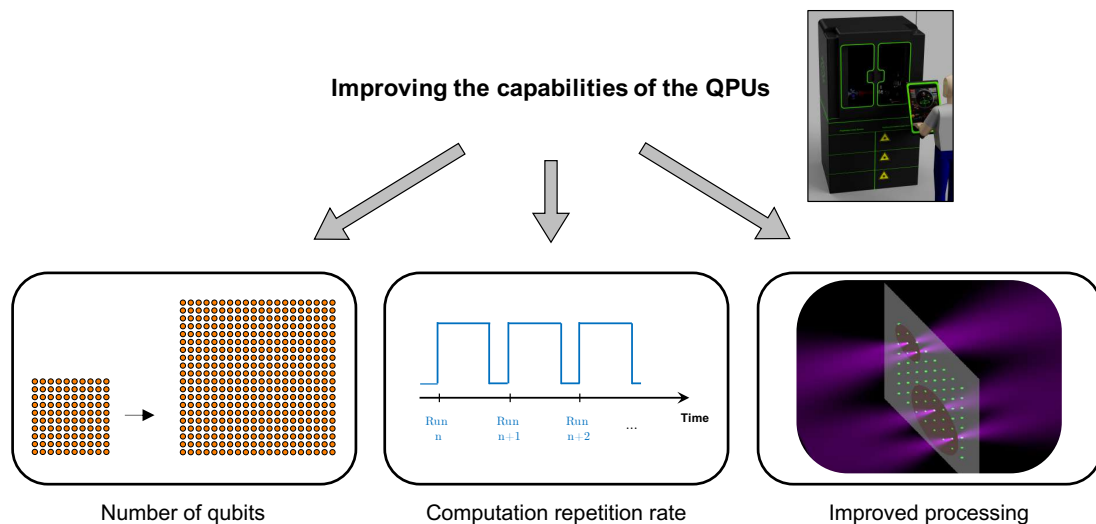 Improving the capabilities of the QPUs
Time
Run Run Run ...
n n+1 n+2
Number of qubits
Computation repetition rate
Improved processing